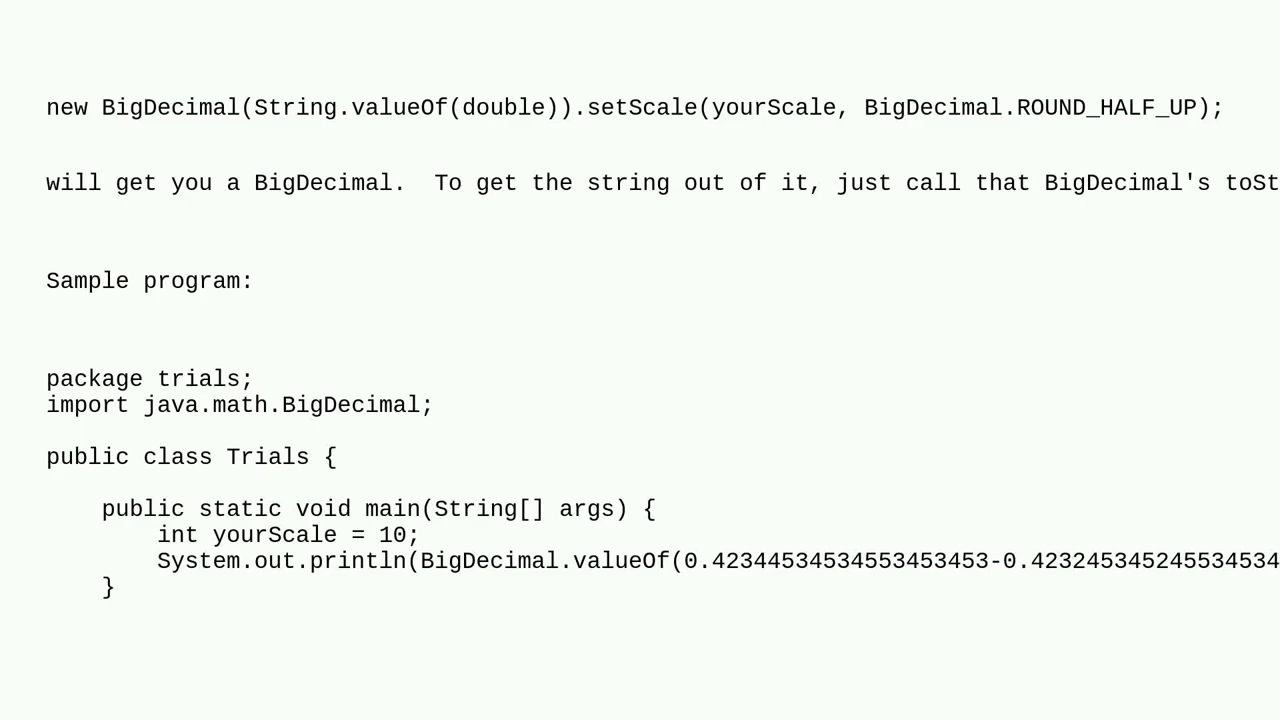 new BigDecimal(String.valueOf(double)).setScale(yourScale, BigDecimal.ROUND_HALF_UP);
will get you a BigDecimal.  To get the string out of it, just call that BigDecimal's toSt
Sample program:
package trials;
import java.math.BigDecimal;
public class Trials {
    public static void main(String[] args) {
        int yourScale = 10;
        System.out.println(BigDecimal.valueOf(0.42344534534553453453-0.423245345245534534
    }